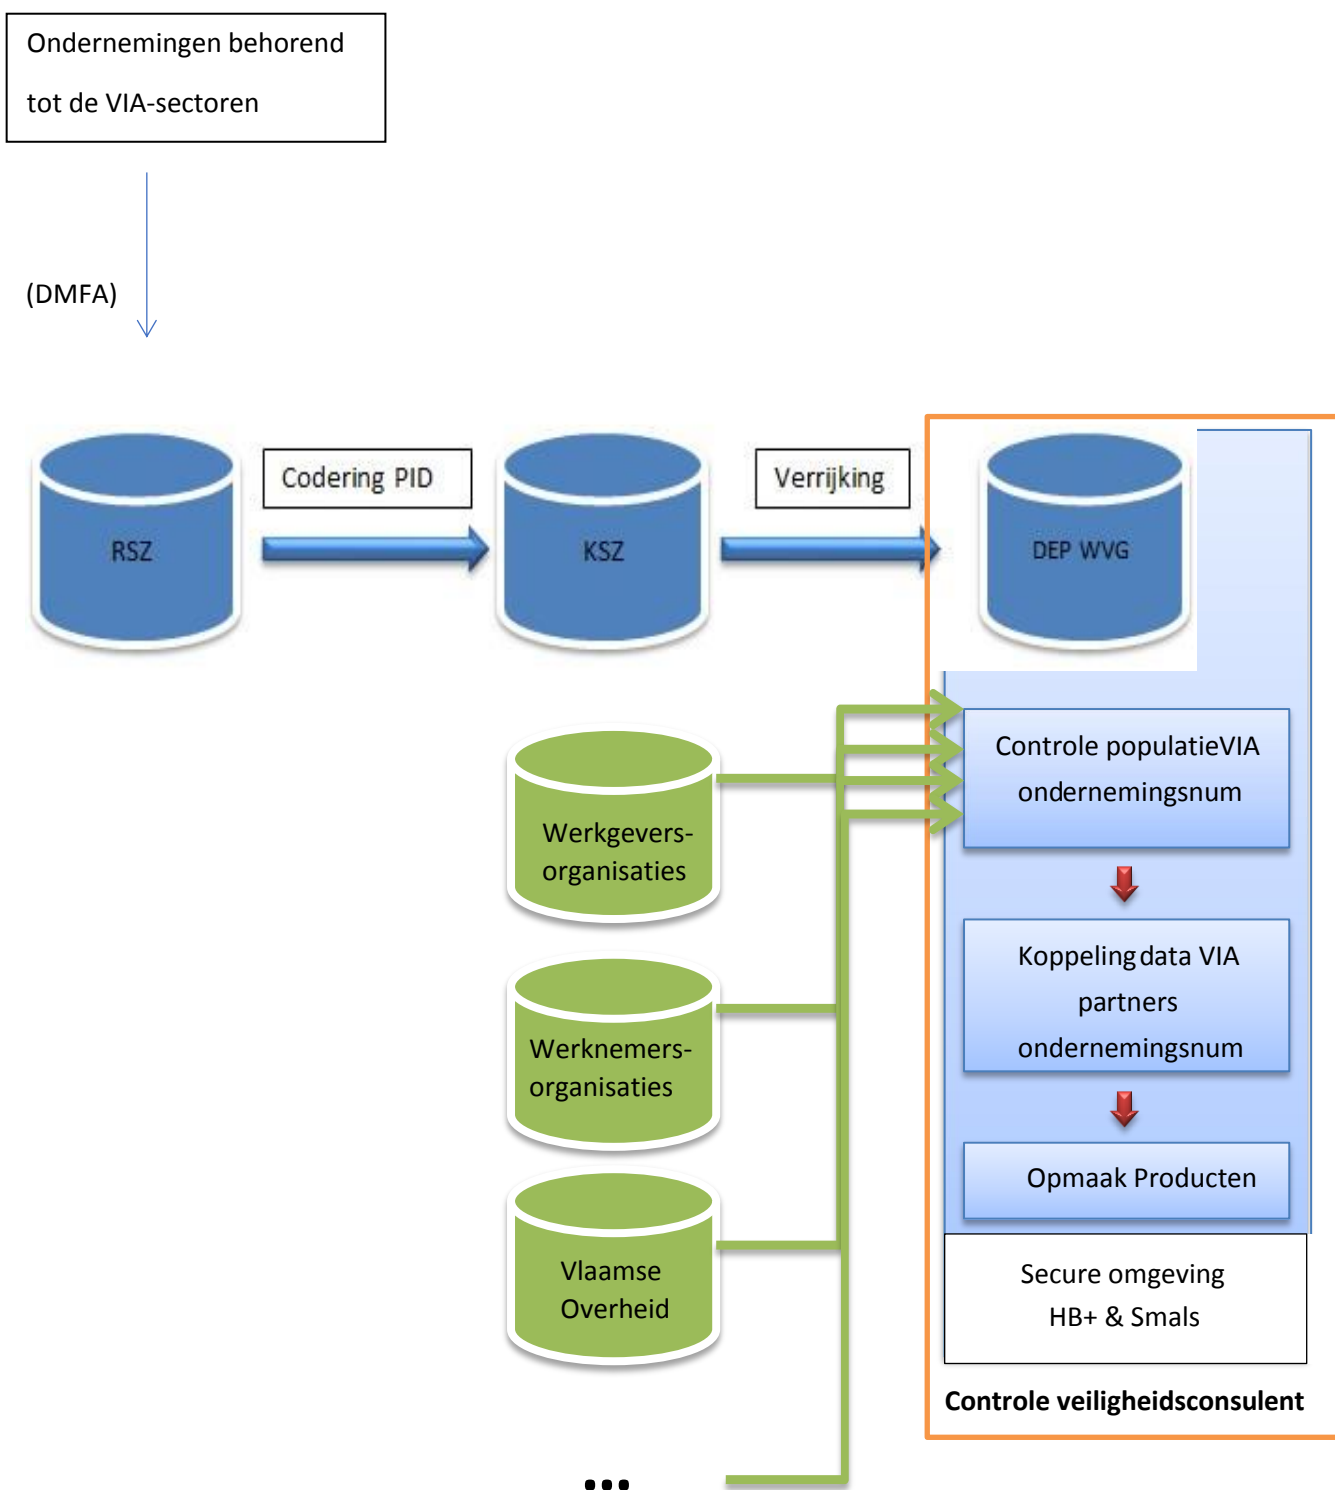 Ondernemingen behorend
tot de VIA-sectoren
(DMFA)
RSZ
Codering PID
KSZ
Verrijking
DEP WVG
Controle populatieVIA
ondernemingsnum
Werkgevers-
organisaties
Koppeling data VIA
partners
ondernemingsnum
Werknemers-
organisaties
Opmaak Producten
Vlaamse
Overheid
Secure omgeving
HB+ & Smals
Controle veiligheidsconsulent
...